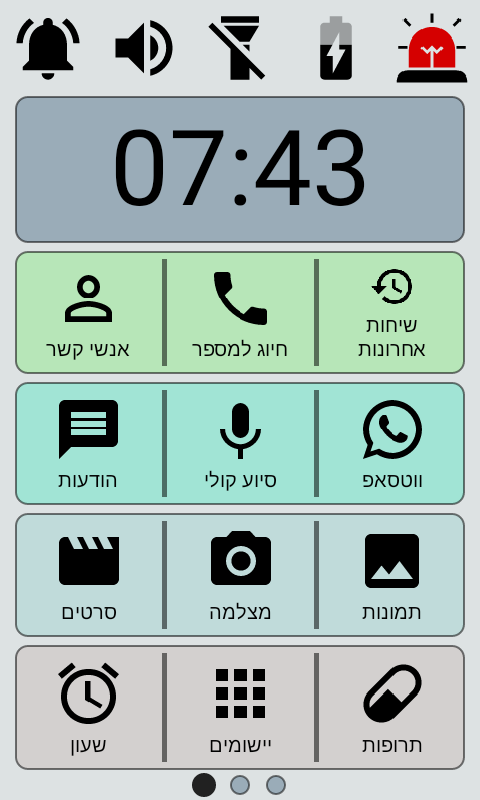 07:43
שיחות
אחרונות
חיוג למספר
אנשי קשר
ווטסאפ
סיוע קולי
הודעות
תמונות
מצלמה
סרטים
תרופות
יישומים
שעון